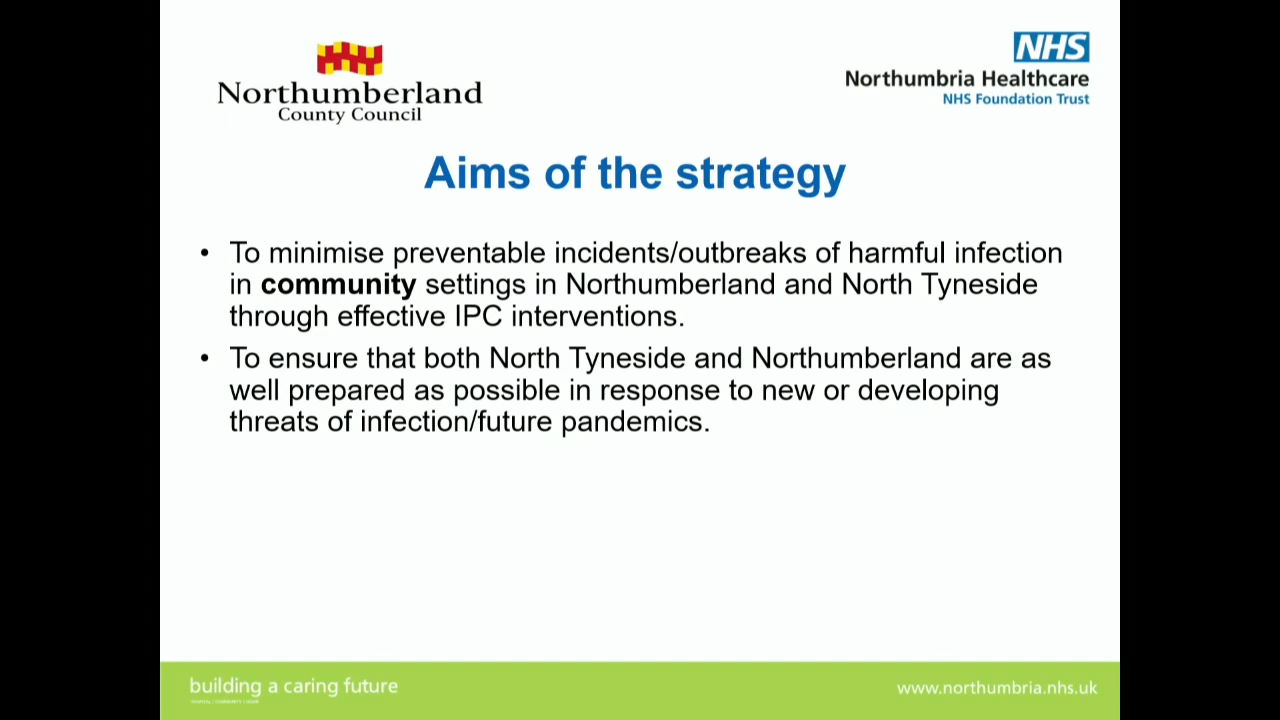 Northumberland
County Council
NHS
Northumbria Healthcare
NHS Foundation Trust
Aims of the strategy
• To minimise preventable incidents/outbreaks of harmful infection
in community settings in Northumberland and North Tyneside
through effective IPC interventions.
• To ensure that both North Tyneside and Northumberland are as
well prepared as possible in response to new or developing
threats of infection/future pandemics.
building a caring future
www.northumbria.nhs.uk